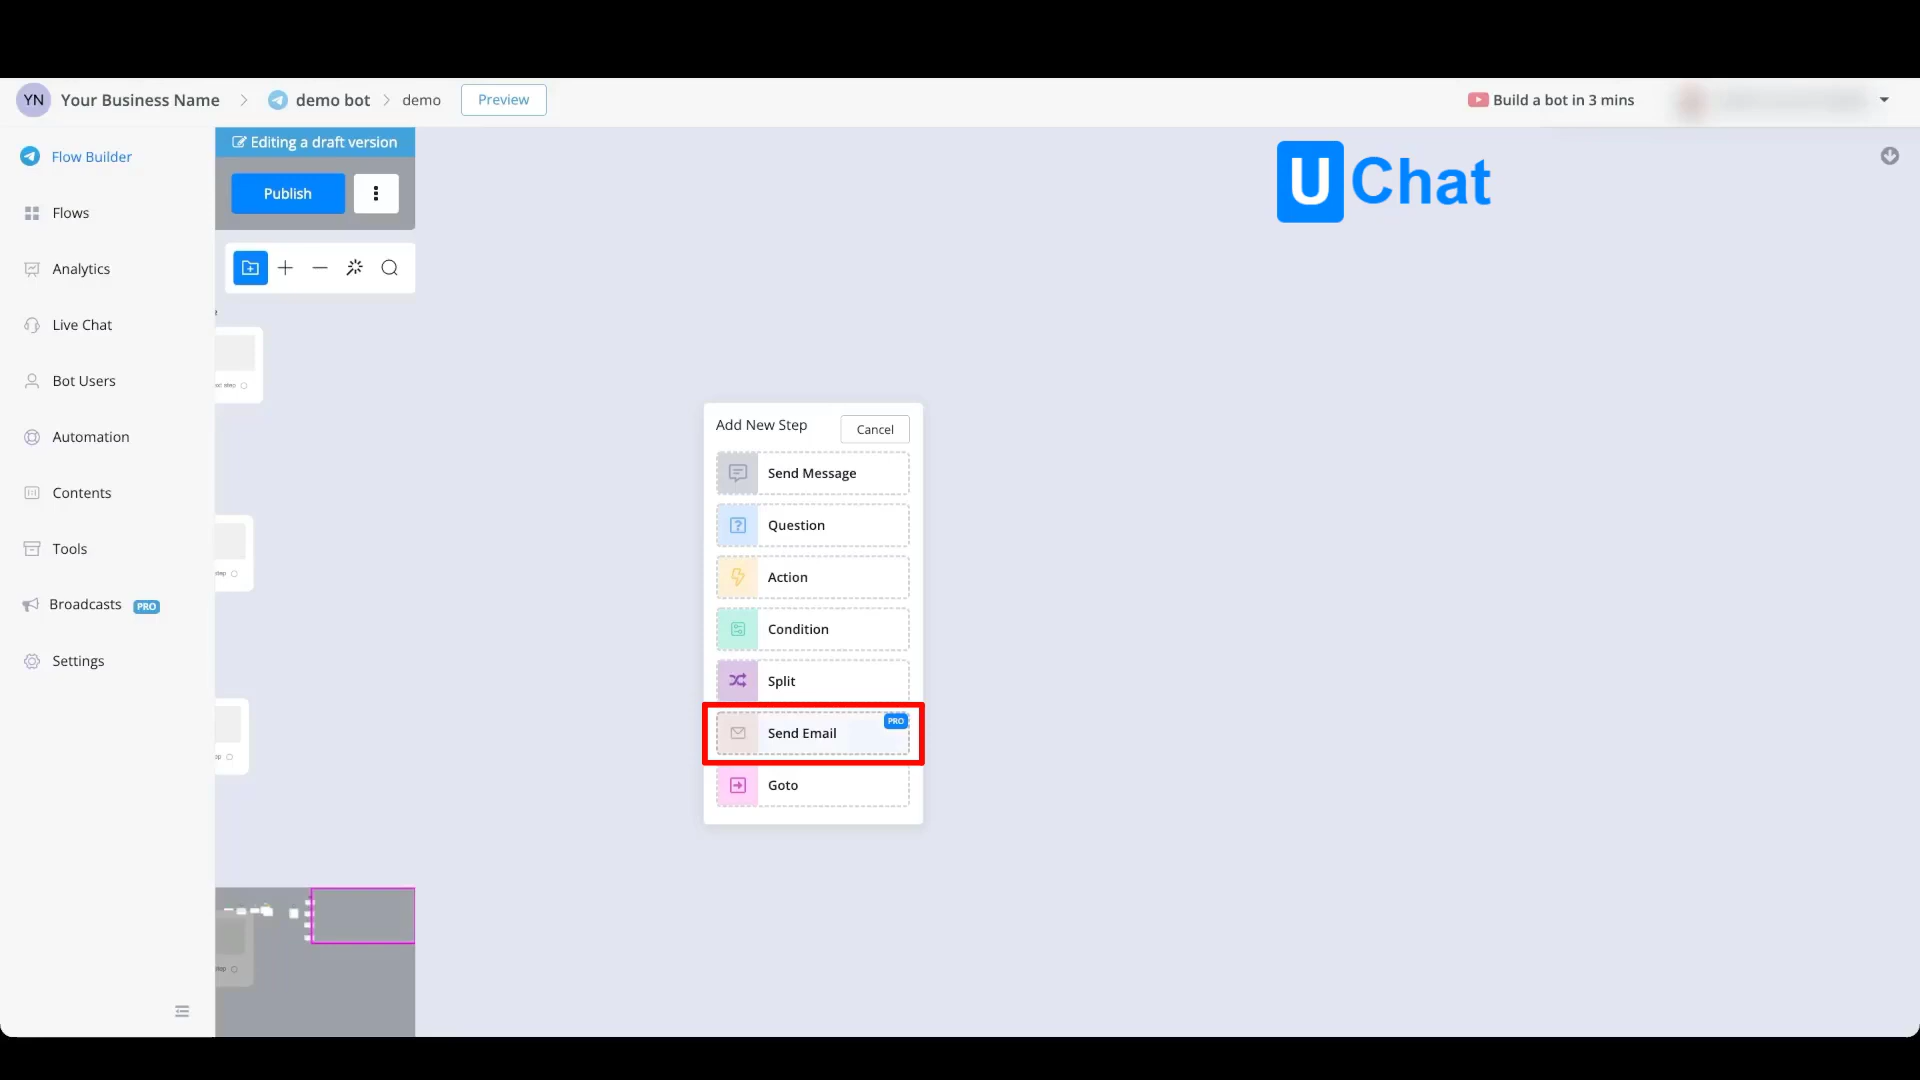 YN Your Business Name > demo bot > demo Preview
Build a bot in 3 mins
Flow Builder
Flows
Analytics
Live Chat
Bot Users
Automation
Contents
Tools
Broadcasts PRO
Settings
Editing a draft version
Publish
step
step
UChat
Add New Step
Cancel
Send Message
Question
Action
Condition
Split
Send Email PRO
Goto